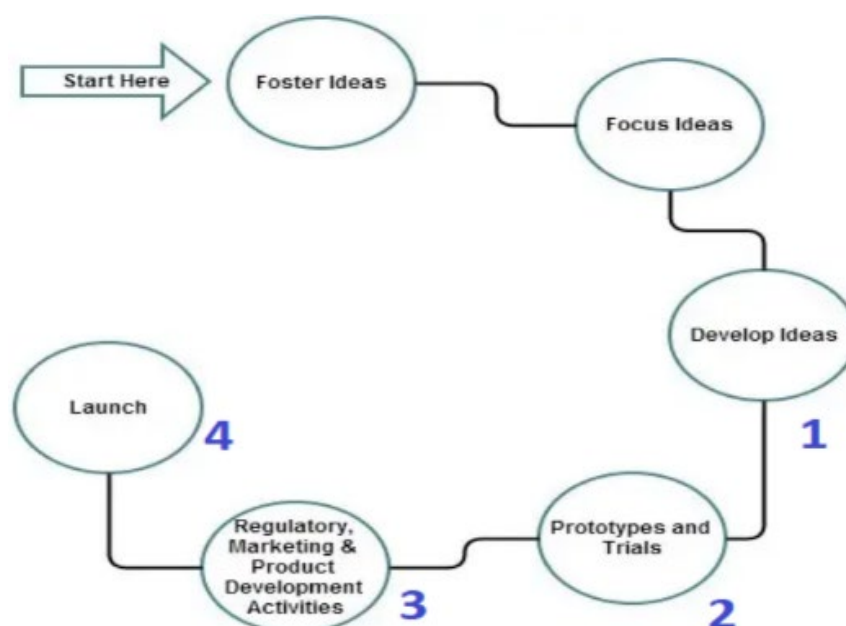 Start Here
Foster Ideas
Focus Ideas
Develop Ideas
1
Prototypes and
Trials
2
Regulatory,
Marketing &
Product
Development
Activities
3
Launch
4